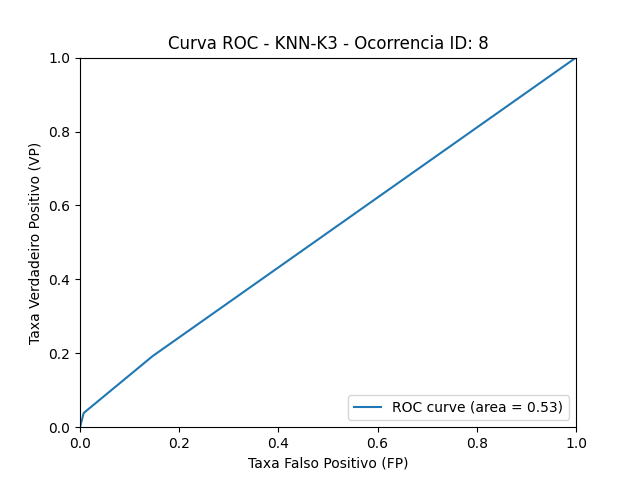 Curva ROC - KNN-K3 - Ocorrencia ID: 8
1.0
0.8
0.6
0.4
0.2
0.0
Taxa Verdadeiro Positivo (VP)
ROC curve (area = 0.53)
0.0 0.2 0.4 0.6 0.8 1.0
Taxa Falso Positivo (FP)